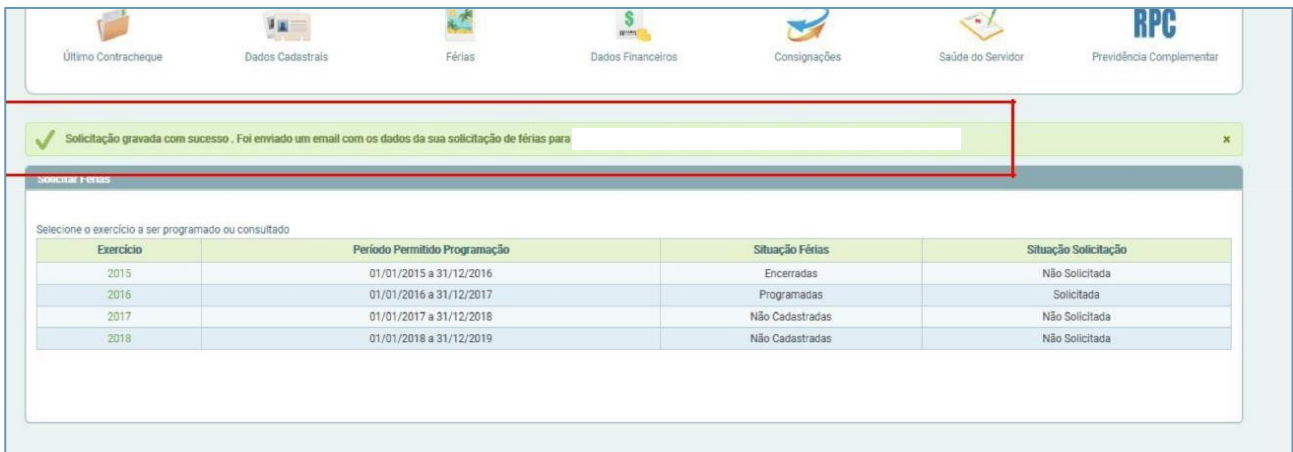 RPC
Último Contracheque Dados Cadastrais Férias Dados Financeiros Consignações Saúde do Servidor Previdência Complementar
Solicitação gravada com sucesso . Foi enviado um email com os dados da sua solicitação de férias para
Solicitar Férias
Selecione o exercício a ser programado ou consultado
Exercício Período Permitido Programação Situação Férias Situação Solicitação
2015 01/01/2015 a 31/12/2016 Encerradas Não Solicitada
2016 01/01/2016 a 31/12/2017 Programadas Solicitada
2017 01/01/2017 a 31/12/2018 Não Cadastradas Não Solicitada
2018 01/01/2018 a 31/12/2019 Não Cadastradas Não Solicitada